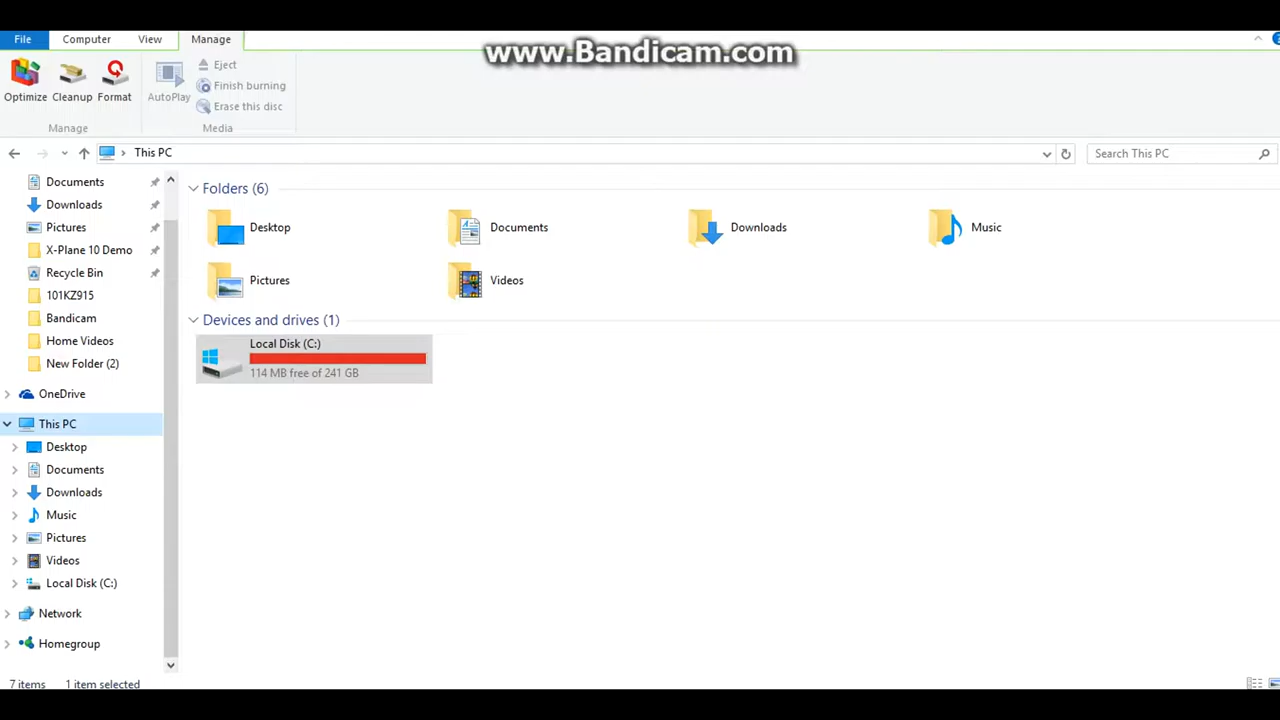 www.Bandicam.com
File Computer View Manage
Optimize Cleanup Format AutoPlay
Eject
Finish burning
Erase this disc
Manage Media
This PC
Search This PC
Documents
Downloads
Pictures
X-Plane 10 Demo
Recycle Bin
101KZ915
Bandicam
Home Videos
New Folder (2)
OneDrive
This PC
Desktop
Documents
Downloads
Music
Pictures
Videos
Local Disk (C:)
Network
Homegroup
Folders (6)
Desktop Documents Downloads Music
Pictures Videos
Devices and drives (1)
Local Disk (C:)
114 MB free of 241 GB
7 items 1 item selected